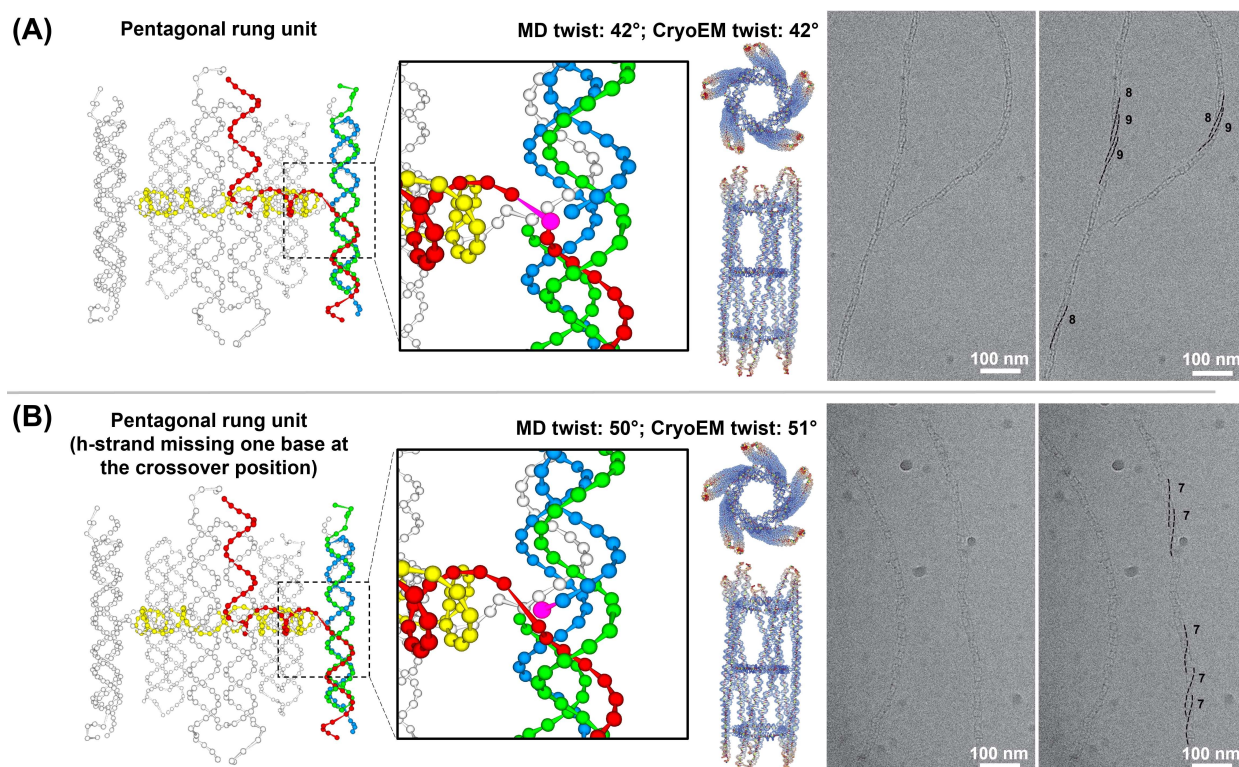 (A)
Pentagonal rung unit
MD twist: 42°; CryoEM twist: 42°
8
9
9
8
8
9
100 nm
100 nm
(B)
Pentagonal rung unit
(h-strand missing one base at
the crossover position)
MD twist: 50°; CryoEM twist: 51°
7
7
7
7
7
100 nm
100 nm